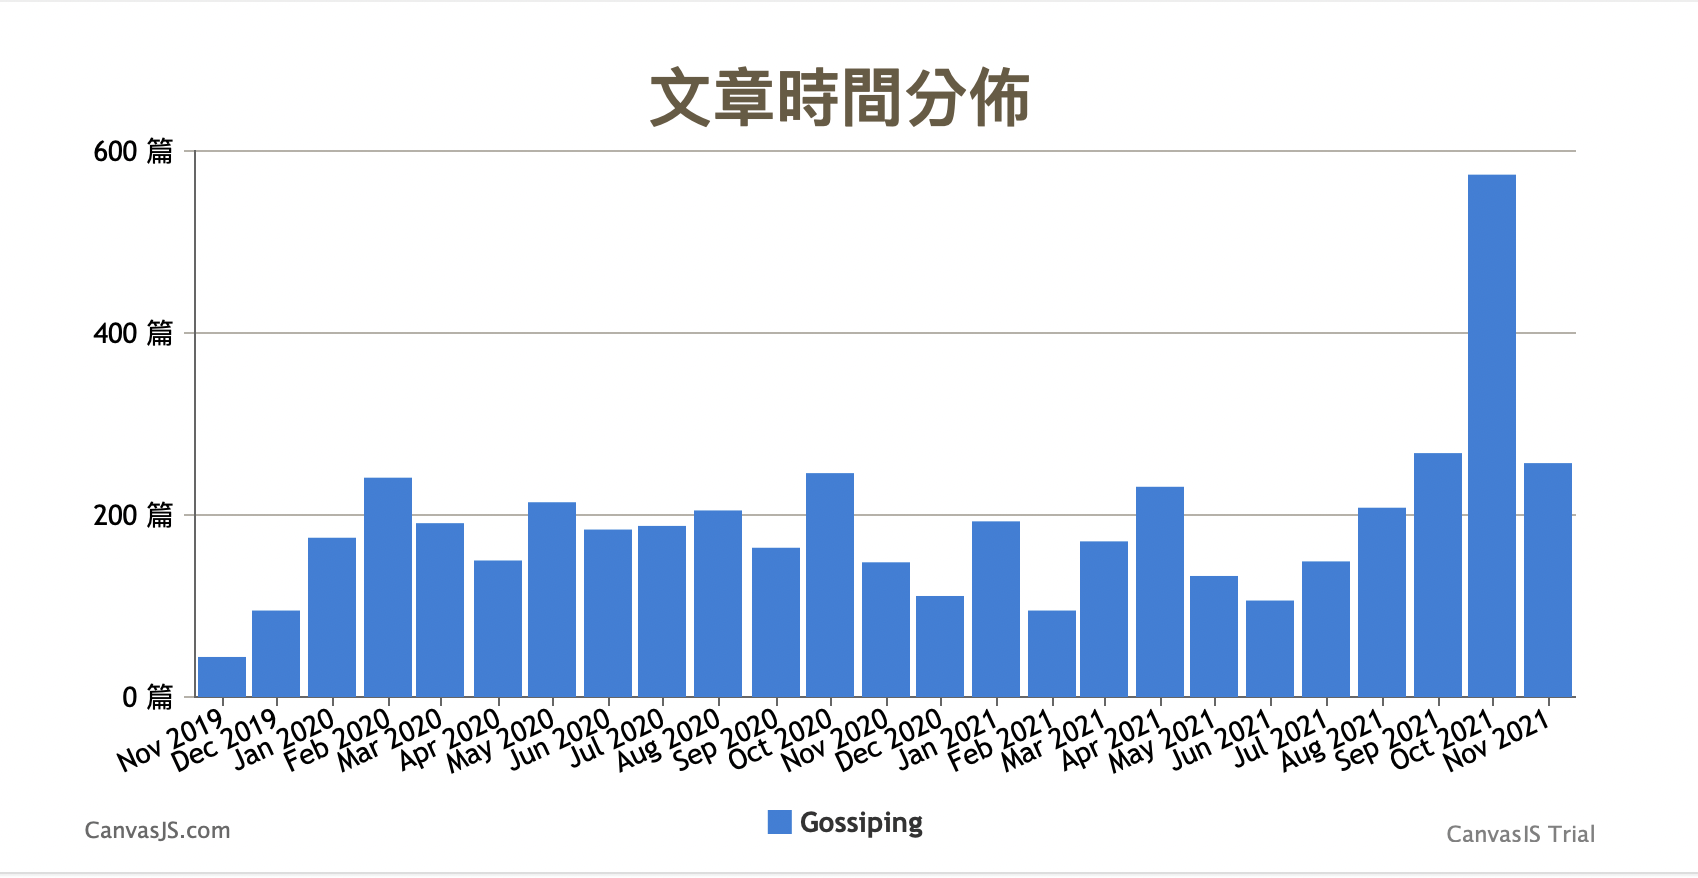 文章時間分佈
600 篇
400 篇
200 篇
0 篇
Nov 2019
Dec 2019
Jan 2020
Feb 2020
Mar 2020
Apr 2020
May 2020
Jun 2020
Jul 2020
Aug 2020
Sep 2020
Oct 2020
Nov 2020
Dec 2020
Jan 2021
Feb 2021
Mar 2021
Apr 2021
May 2021
Jun 2021
Jul 2021
Aug 2021
Sep 2021
Oct 2021
Nov 2021
Gossiping
CanvasJS.com
CanvasJS Trial